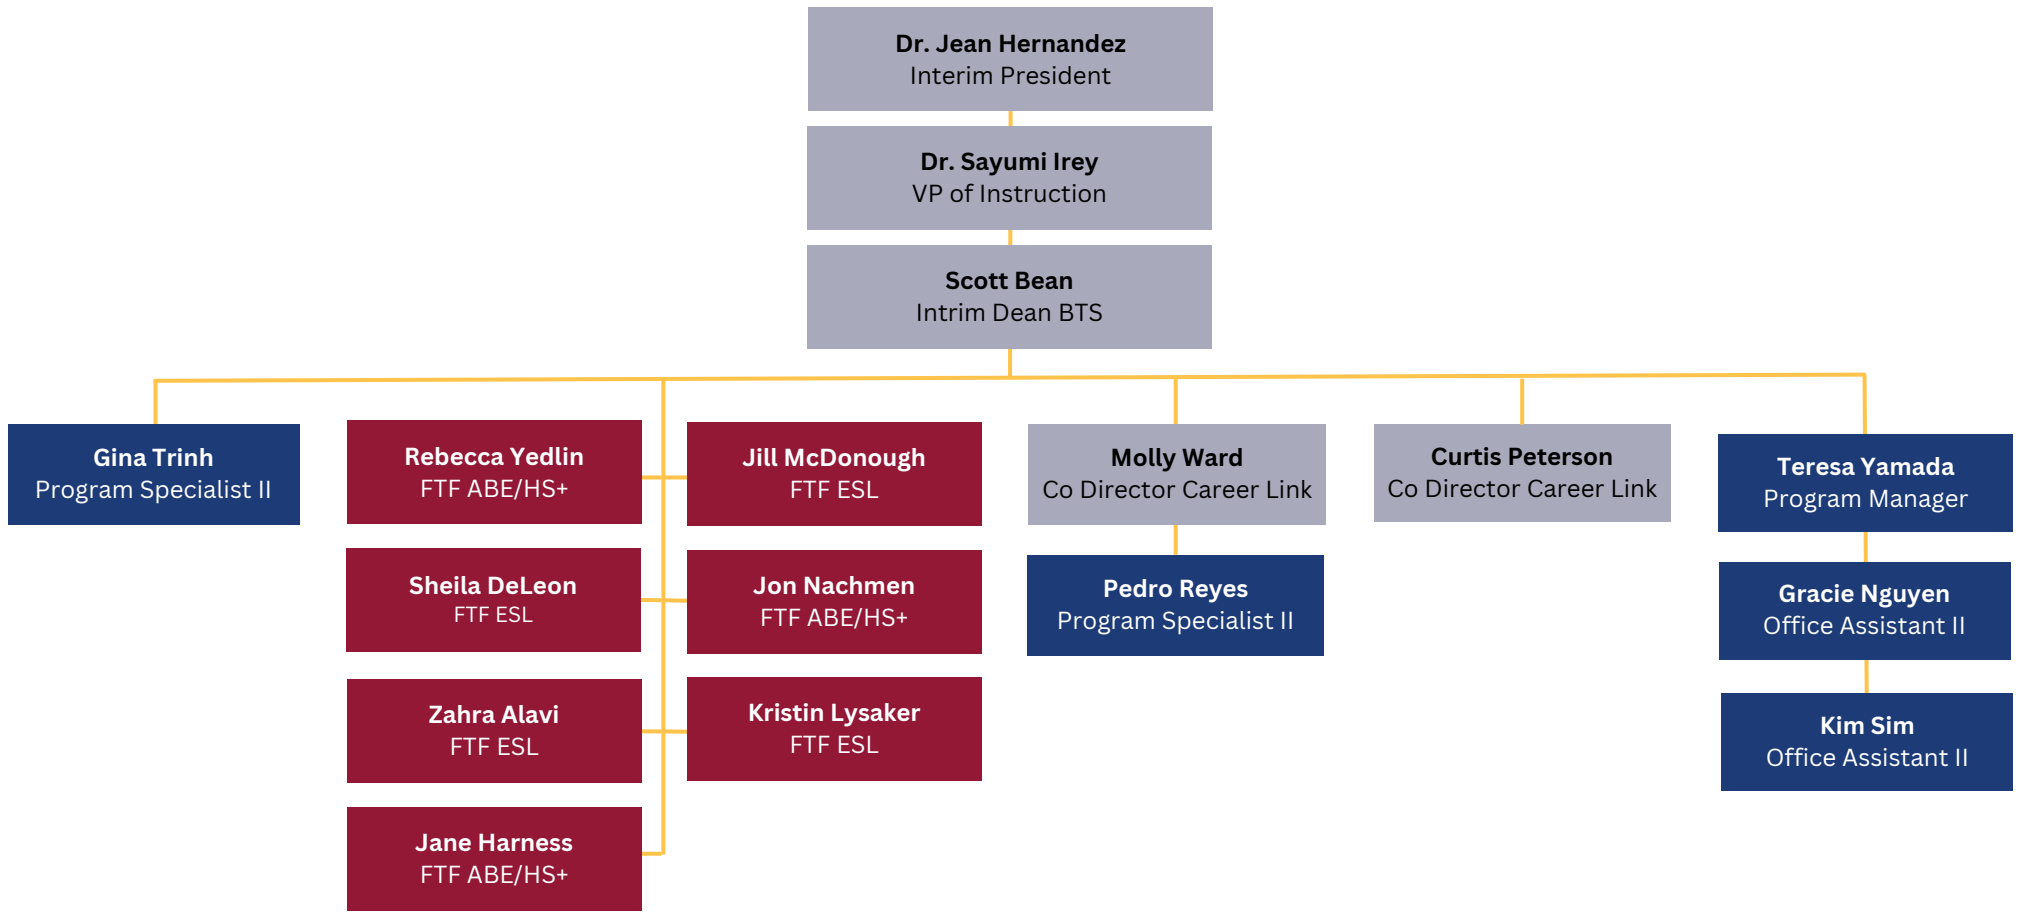 Dr. Jean Hernandez
Interim President
Dr. Sayumi Irey
VP of Instruction
Scott Bean
Intrim Dean BTS
Gina Trinh
Program Specialist II
Rebecca Yedlin
FTF ABE/HS+
Jill McDonough
FTF ESL
Molly Ward
Co Director Career Link
Curtis Peterson
Co Director Career Link
Teresa Yamada
Program Manager
Sheila DeLeon
FTF ESL
Jon Nachmen
FTF ABE/HS+
Pedro Reyes
Program Specialist II
Gracie Nguyen
Office Assistant II
Zahra Alavi
FTF ESL
Kristin Lysaker
FTF ESL
Kim Sim
Office Assistant II
Jane Harness
FTF ABE/HS+